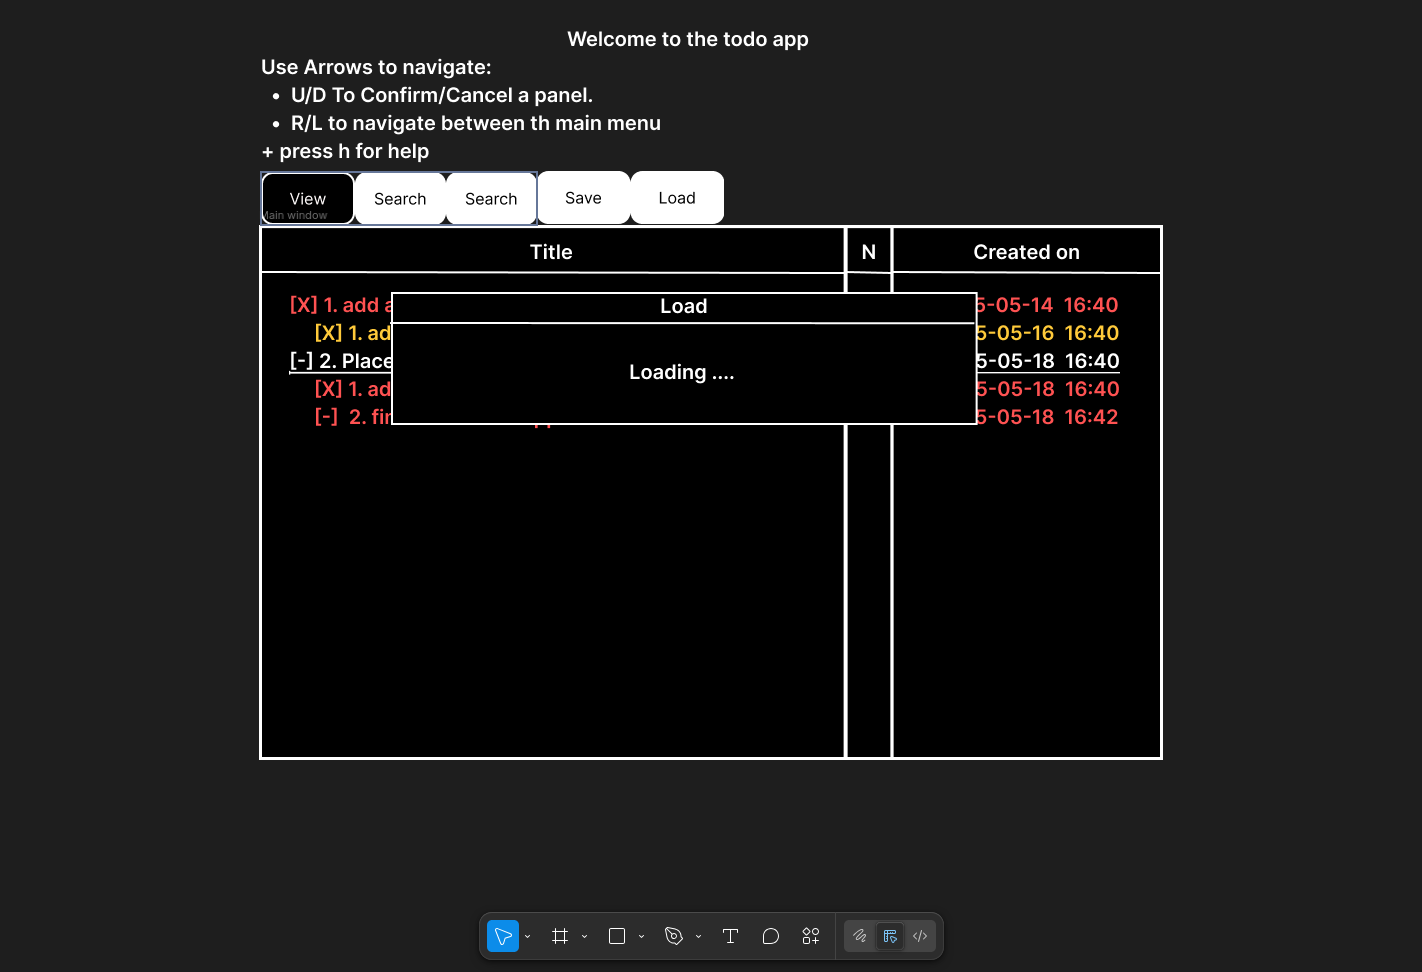 Welcome to the todo app
Use Arrows to navigate:
• U/D To Confirm/Cancel a panel.
• R/L to navigate between th main menu
+ press h for help
View Search Search Save Load
Main window
Title N Created on
Load
[X] 1. add 5-05-14 16:40
[X] 1. ad 5-05-16 16:40
[-] 2. Place 5-05-18 16:40
Loading ....
[X] 1. ad 5-05-18 16:40
[-] 2. fir 5-05-18 16:42